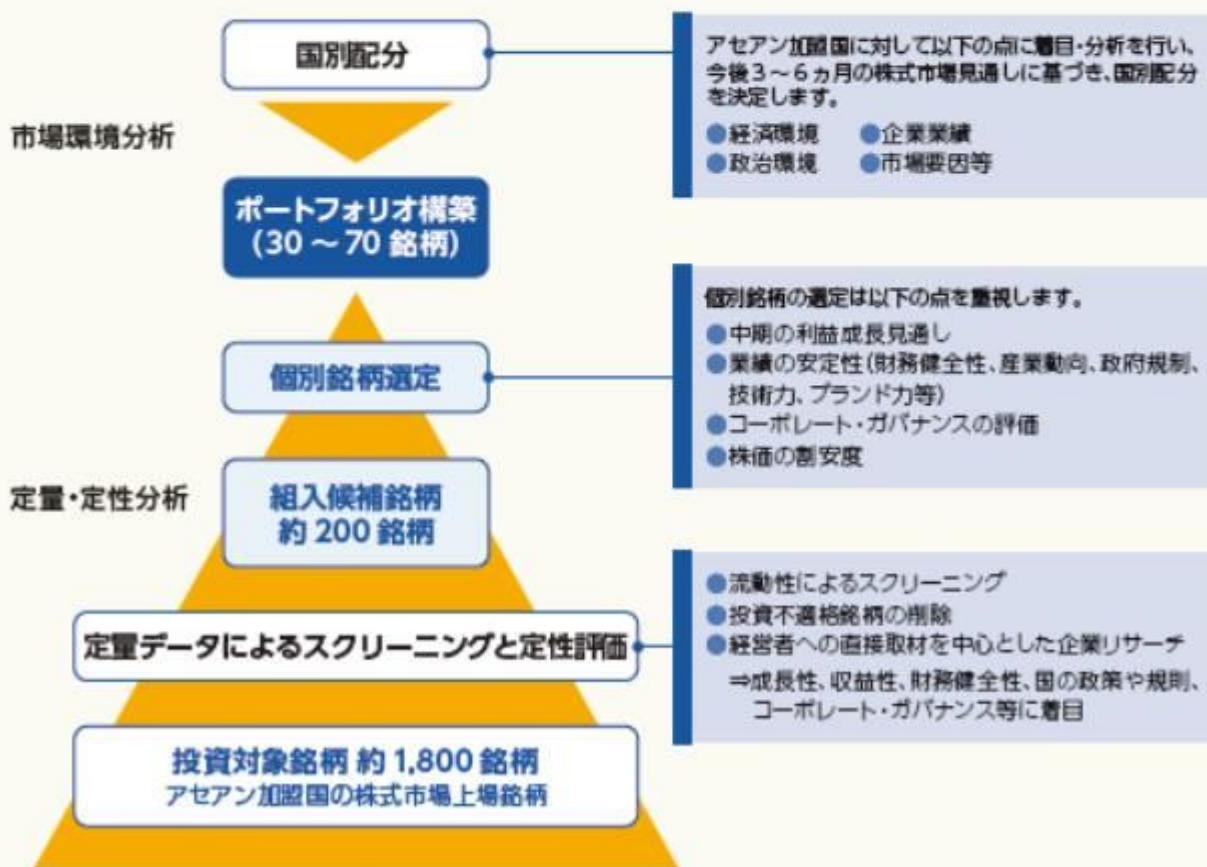 国別配分
アセアン加盟国に対して以下の点に着目・分析を行い、
今後3~6ヵ月の株式市場見通しに基づき、国別配分
を決定します。
●経済環境 ●企業業績
●政治環境 ●市場要因等
市場環境分析
ポートフォリオ構築
(30~70銘柄)
個別銘柄選定
個別銘柄の選定は以下の点を重視します。
●中期の利益成長見通し
●業績の安定性(財務健全性、産業動向、政府規制、
技術力、ブランド力等)
●コーポレート・ガバナンスの評価
●株価の割安度
定量・定性分析
組入候補銘柄
約200銘柄
定量データによるスクリーニングと定性評価
●流動性によるスクリーニング
●投資不適格銘柄の削除
●経営者への直接取材を中心とした企業リサーチ
⇒成長性、収益性、財務健全性、国の政策や規則、
コーポレート・ガバナンス等に着目
投資対象銘柄 約1,800銘柄
アセアン加盟国の株式市場上場銘柄